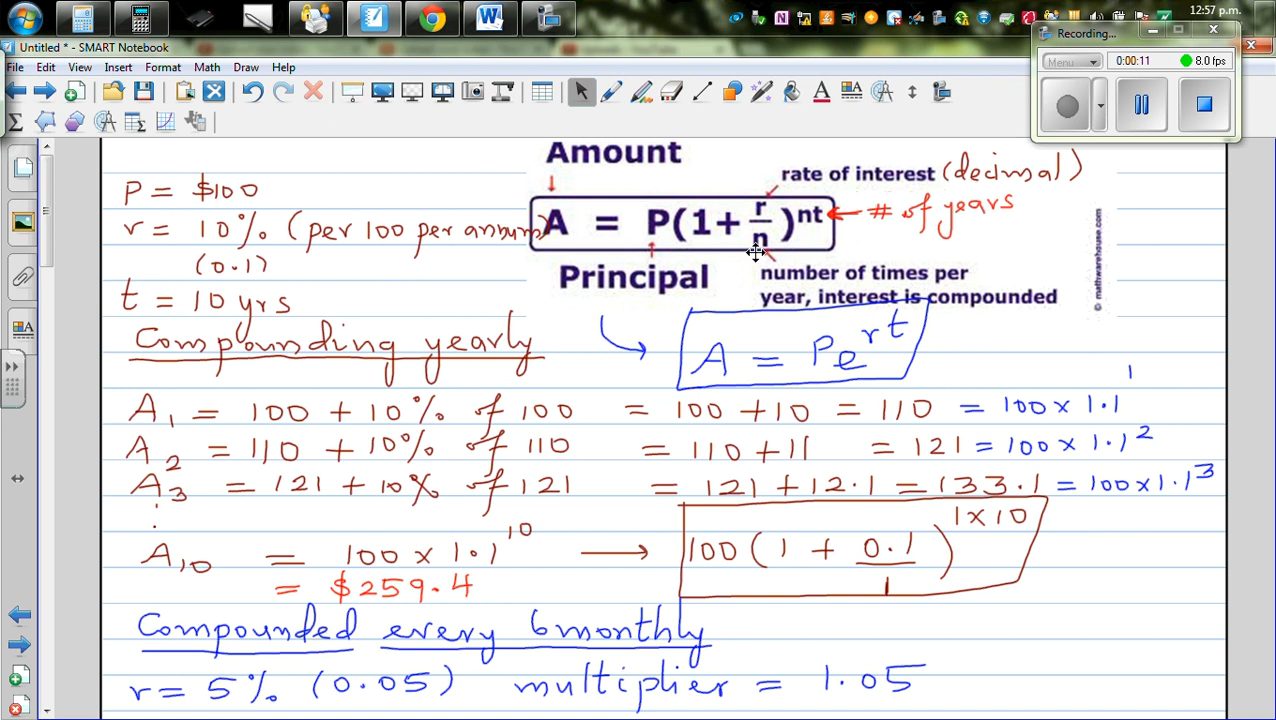 12:57 p.m.
Untitled * - SMART Notebook
Recording...
File Edit View Insert Format Math Draw Help
Menu
0:00:11
8.0 fps
Amount
rate of interest (decimal)
P = $100
A = P(1+ r/n )nt ← # of years
r = 10% (per 100 per annum)
(0.1)
Principal
number of times per
year, interest is compounded
© mathwarehouse.com
t = 10 yrs
A = Pe^rt
Compounding yearly
A1 = 100 + 10% of 100 = 100 + 10 = 110 = 100 x 1.1^1
A2 = 110 + 10% of 110 = 110 + 11 = 121 = 100 x 1.1^2
A3 = 121 + 10% of 121 = 121 + 12.1 = 133.1 = 100 x 1.1^3
⋮
A10 = 100 x 1.1^10 → 100 (1 + 0.1/1)^1x10
= $259.4
Compounded every 6monthly
r = 5% (0.05) multiplier = 1.05